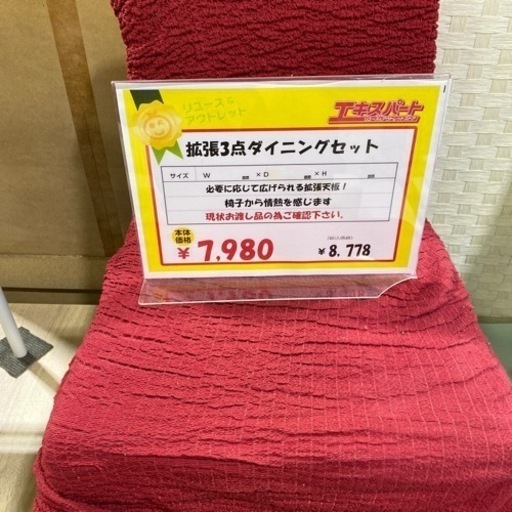 リユース&
アウトレット
エキスパート
拡張3点ダイニングセット
サイズ W ㎜×D ㎜×H ㎜
必要に応じて広げられる拡張天板！
椅子から情熱を感じます
現状お渡し品の為ご確認下さい。
本体
価格
¥7,980
¥8,778